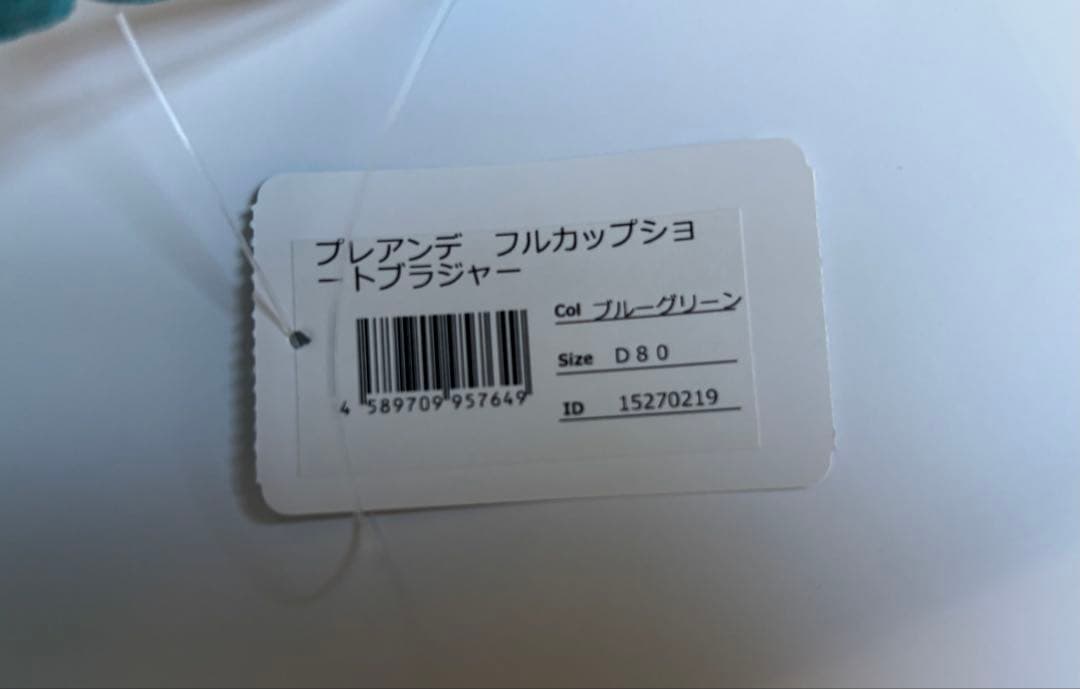 プレアンデ　フルカップショ
ートブラジャー
Col ブルーグリーン
Size D80
ID 15270219
4 589709 957649